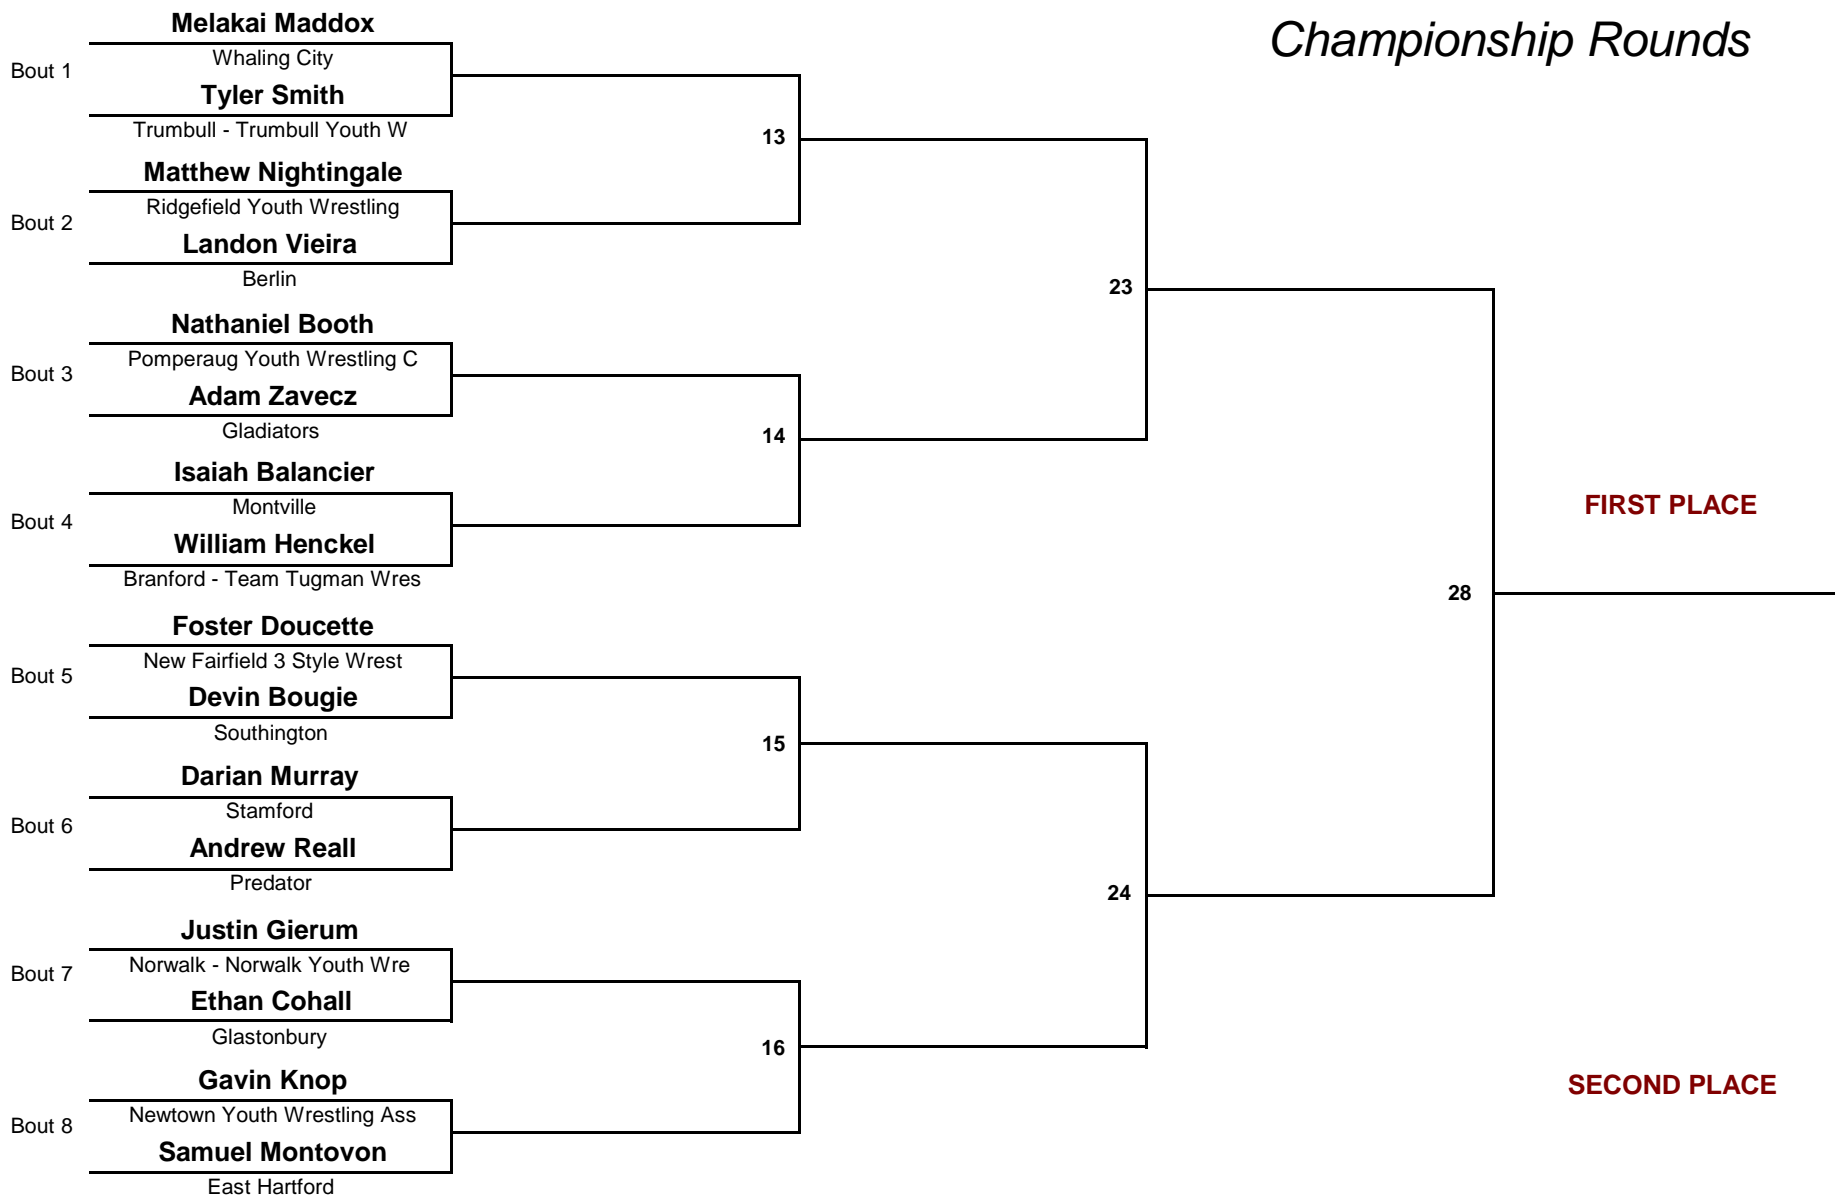 Championship Rounds
Melakai Maddox
Whaling City
Bout 1
Tyler Smith
Trumbull - Trumbull Youth W
13
Matthew Nightingale
Ridgefield Youth Wrestling
Bout 2
Landon Vieira
Berlin
23
Nathaniel Booth
Pomperaug Youth Wrestling C
Bout 3
Adam Zavecz
Gladiators
14
Isaiah Balancier
Montville
Bout 4
William Henckel
Branford - Team Tugman Wres
FIRST PLACE
28
Foster Doucette
New Fairfield 3 Style Wrest
Bout 5
Devin Bougie
Southington
15
Darian Murray
Stamford
Bout 6
Andrew Reall
Predator
24
Justin Gierum
Norwalk - Norwalk Youth Wre
Bout 7
Ethan Cohall
Glastonbury
16
Gavin Knop
Newtown Youth Wrestling Ass
Bout 8
Samuel Montovon
East Hartford
SECOND PLACE